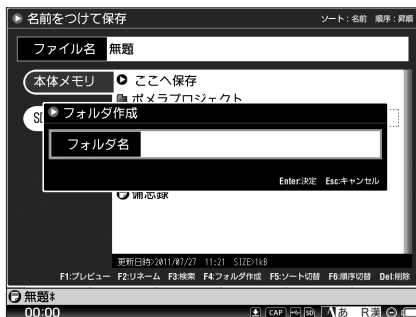 名前をつけて保存 ソート：名前 順序：昇順
ファイル名 無題
本体メモリ ここへ保存
ポメラプロジェクト
フォルダ作成
フォルダ名
Enter:決定 Esc:キャンセル
備忘録
更新日時>2011/07/27 11:21 SIZE>1kB
F1:プレビュー F2:リネーム F3:検索 F4:フォルダ作成 F5:ソート切替 F6:順序切替 Del:削除
無題*
00:00 CAP SD あ R漢